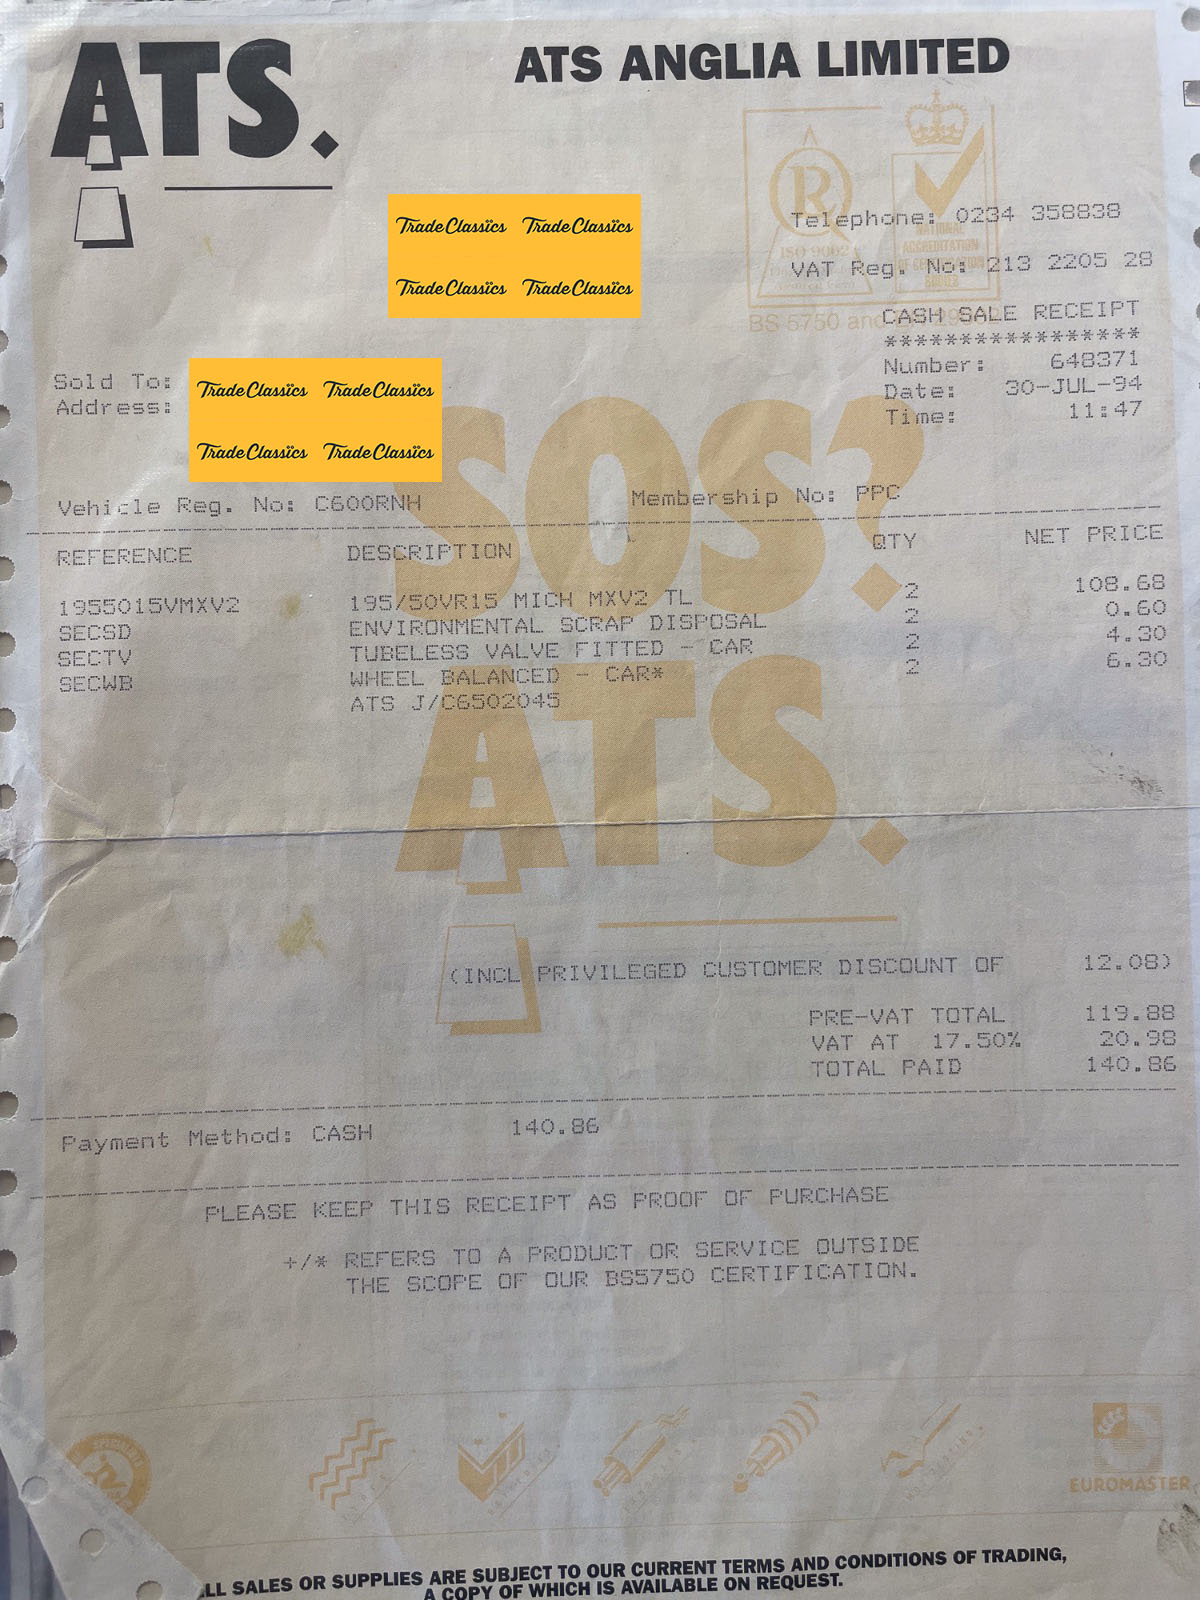 ATS.
ATS ANGLIA LIMITED
Trade Classics Trade Classics
Trade Classics Trade Classics
Telephone: 0234 358838
VAT Reg. No: 213 2205 28
ISO 9002
NATIONAL
ACCREDITATION
OF CERTIFICATION
BODIES
BS 5750 and
CASH SALE RECEIPT
*****************
Number: 648371
Date: 30-JUL-94
Time: 11:47
Sold To:
Address:
Trade Classics Trade Classics
Trade Classics Trade Classics
SOS?
ATS.
Vehicle Reg. No: C600RNH Membership No: PPC
REFERENCE DESCRIPTION QTY NET PRICE
1955015VMXV2 195/50VR15 MICH MXV2 TL 2 108.68
SECSD ENVIRONMENTAL SCRAP DISPOSAL 2 0.60
SECTV TUBELESS VALVE FITTED - CAR 2 4.30
SECWB WHEEL BALANCED - CAR* 2 6.30
ATS J/C6502045
(INCL PRIVILEGED CUSTOMER DISCOUNT OF 12.08)
PRE-VAT TOTAL 119.88
VAT AT 17.50% 20.98
TOTAL PAID 140.86
Payment Method: CASH 140.86
PLEASE KEEP THIS RECEIPT AS PROOF OF PURCHASE
+/* REFERS TO A PRODUCT OR SERVICE OUTSIDE
THE SCOPE OF OUR BS5750 CERTIFICATION.
EUROMASTER
ALL SALES OR SUPPLIES ARE SUBJECT TO OUR CURRENT TERMS AND CONDITIONS OF TRADING,
A COPY OF WHICH IS AVAILABLE ON REQUEST.